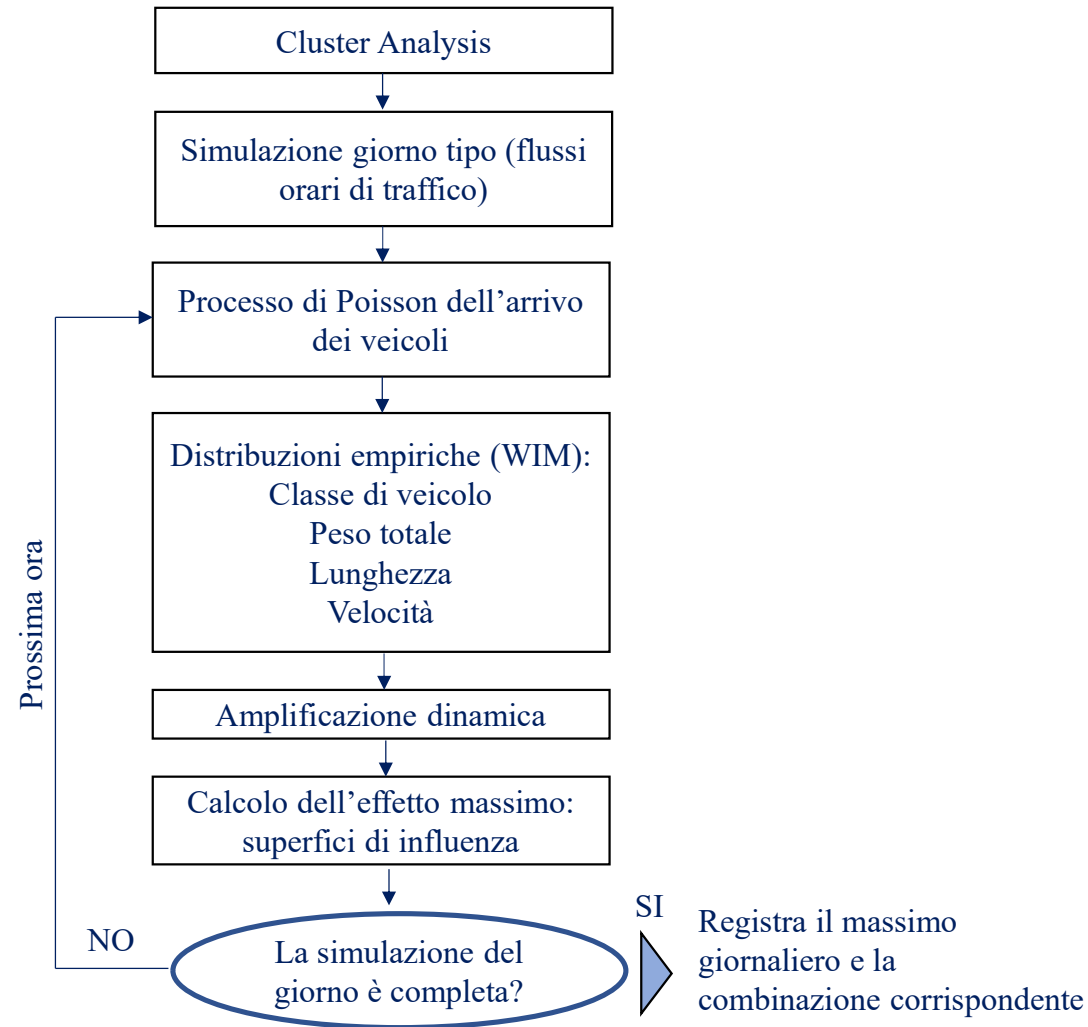 Cluster Analysis
Simulazione giorno tipo (flussi
orari di traffico)
Processo di Poisson dell’arrivo
dei veicoli
Distribuzioni empiriche (WIM):
Classe di veicolo
Peso totale
Lunghezza
Velocità
Amplificazione dinamica
Calcolo dell’effetto massimo:
superfici di influenza
La simulazione del
giorno è completa?
NO
Prossima ora
SI
Registra il massimo
giornaliero e la
combinazione corrispondente